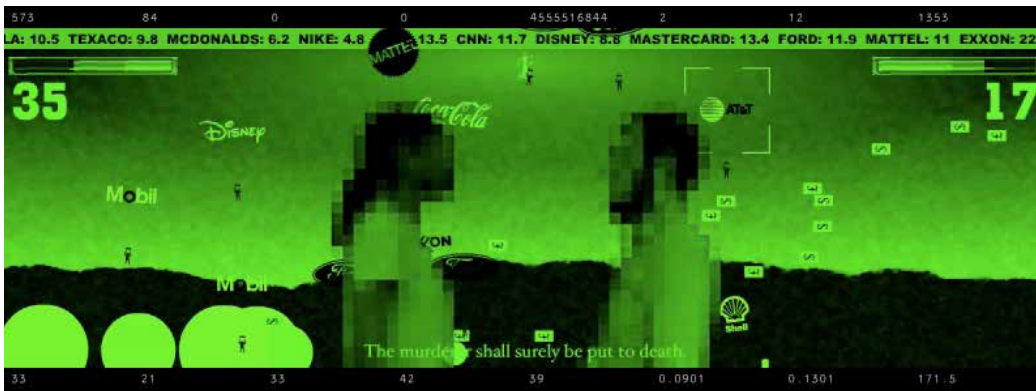 573 84 0 0 4555516844 2 12 1353
LA: 10.5 TEXACO: 9.8 MCDONALDS: 6.2 NIKE: 4.8 13.5 CNN: 11.7 DISNEY: 8.8 MASTERCARD: 13.4 FORD: 11.9 MATTEL: 11 EXXON: 22
MATTEL
35
17
Coca-Cola
AT&T
Disney
Mobil
XON
Mobil
Shell
The murderer shall surely be put to death.
33 21 33 42 39 0.0901 0.1301 171.5